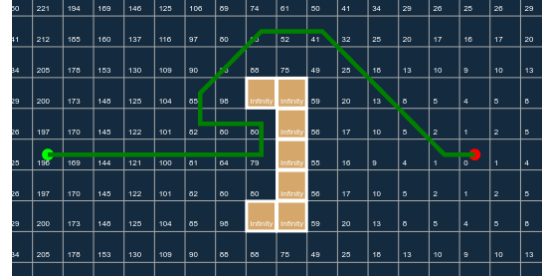 50 221 194 169 146 125 106 89 74 61 50 41 34 29 26 25 26 29
41 212 185 160 137 116 97 80 52 41 32 25 20 17 16 17 20
34 205 178 153 130 109 90 88 75 49 25 18 13 10 9 10 13
29 200 173 148 125 104 85 98 Infinity Infinity 59 20 13 8 5 4 5 8
26 197 170 145 122 101 82 80 80 Infinity 56 17 10 5 2 1 2 5
25 196 169 144 121 100 81 64 79 Infinity 55 16 9 4 1 0 1 4
26 197 170 145 122 101 82 80 80 Infinity 56 17 10 5 2 1 2 5
29 200 173 148 125 104 85 98 Infinity Infinity 59 20 13 8 5 4 5 8
34 205 178 153 130 109 90 88 88 75 49 25 18 13 10 9 10 13